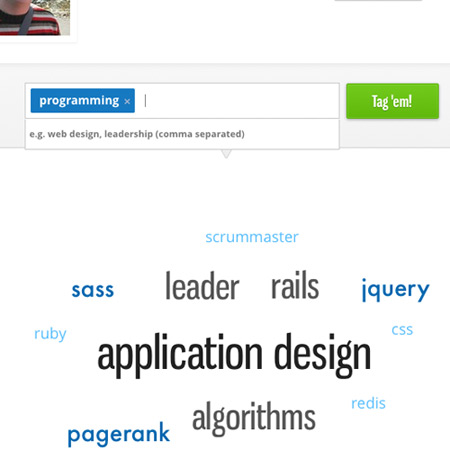 programming ×
Tag 'em!
e.g. web design, leadership (comma separated)
scrummaster
sass leader rails jquery
ruby application design css
algorithms redis
pagerank